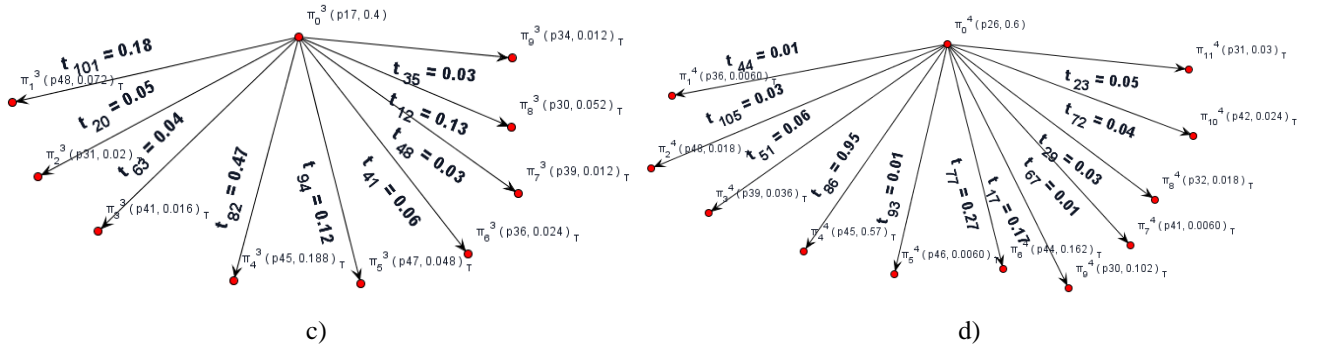 π₀³ (p17, 0.4)
t₁₀₁ = 0.18
π₁³ (p48, 0.072) T
t₂₀ = 0.05
π₂³ (p31, 0.02) T
t₆₃ = 0.04
π₃³ (p41, 0.016) T
t₈₂ = 0.47
π₄³ (p45, 0.188) T
t₉₄ = 0.12
π₅³ (p47, 0.048) T
t₄₁ = 0.06
π₆³ (p36, 0.024) T
t₄₈ = 0.03
π₇³ (p39, 0.012) T
t₁₂ = 0.13
π₈³ (p30, 0.052) T
t₃₅ = 0.03
π₉³ (p34, 0.012) T
c)
π₀⁴ (p26, 0.6)
t₄₄ = 0.01
π₁⁴ (p36, 0.0060) T
t₁₀₅ = 0.03
π₂⁴ (p48, 0.018) T
t₅₁ = 0.06
π₃⁴ (p39, 0.036) T
t₈₆ = 0.95
π₄⁴ (p45, 0.57) T
t₉₃ = 0.01
π₅⁴ (p46, 0.0060) T
t₇₇ = 0.27
π₆⁴ (p44, 0.162) T
t₁₇ = 0.17
π₉⁴ (p30, 0.102) T
t₆₇ = 0.01
π₇⁴ (p41, 0.0060) T
t₂₉ = 0.03
π₈⁴ (p32, 0.018) T
t₇₂ = 0.04
π₁₀⁴ (p42, 0.024) T
t₂₃ = 0.05
π₁₁⁴ (p31, 0.03) T
d)